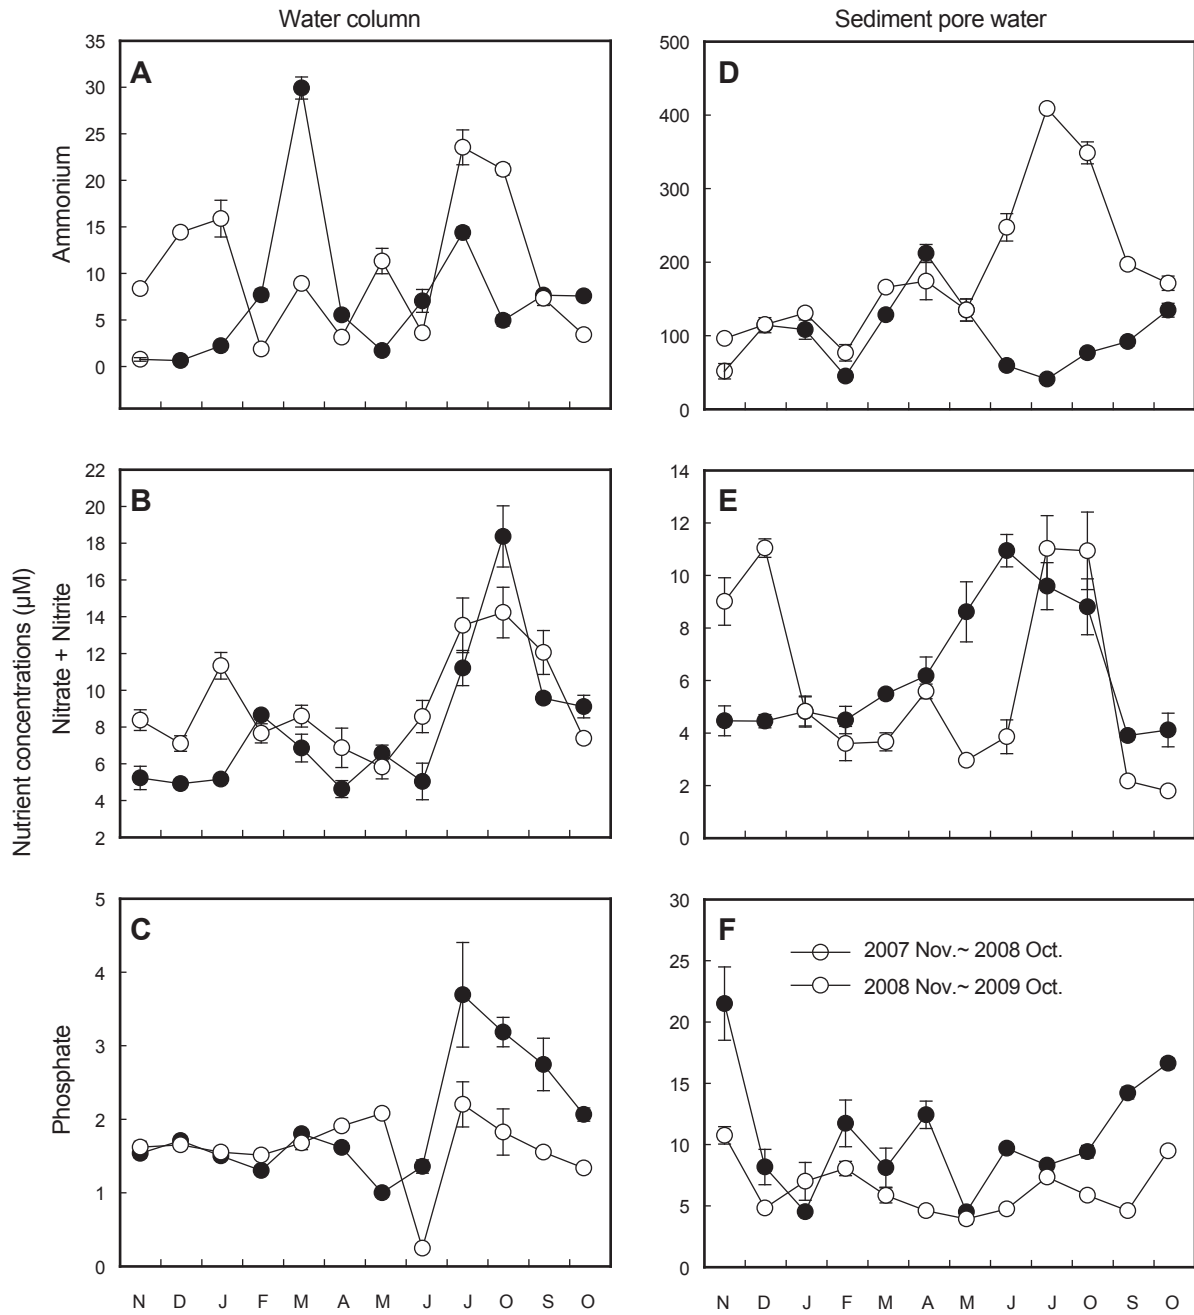 Water column
Sediment pore water
Nutrient concentrations (μM)
Ammonium
A
35
30
25
20
15
10
5
0
D
500
400
300
200
100
0
Nitrate + Nitrite
B
22
20
18
16
14
12
10
8
6
4
2
E
14
12
10
8
6
4
2
0
Phosphate
C
5
4
3
2
1
0
N D J F M A M J J O S O
F
30
25
20
15
10
5
0
2007 Nov.~ 2008 Oct.
2008 Nov.~ 2009 Oct.
N D J F M A M J J O S O